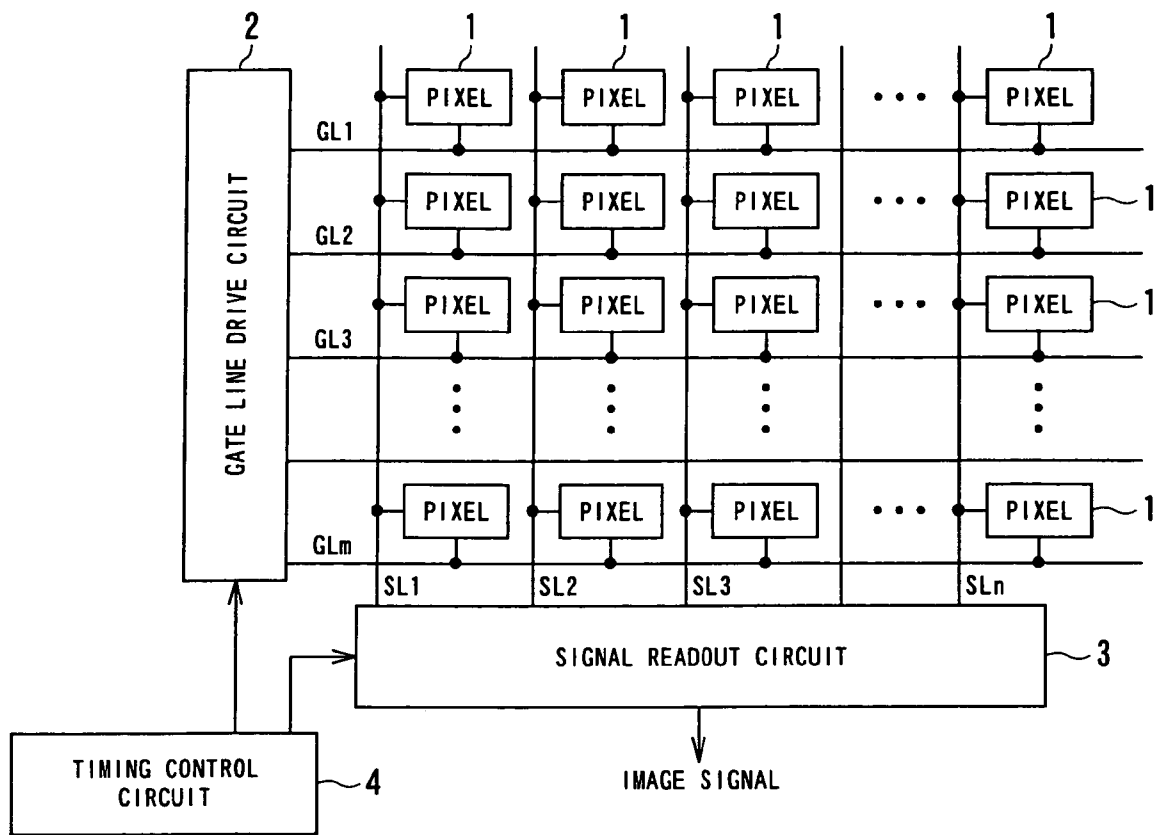 2 1 1 1 1
PIXEL PIXEL PIXEL PIXEL
GL1
PIXEL PIXEL PIXEL PIXEL 1
GL2
PIXEL PIXEL PIXEL PIXEL 1
GL3
GATE LINE DRIVE CIRCUIT
PIXEL PIXEL PIXEL PIXEL 1
GLm
SL1 SL2 SL3 SLn
SIGNAL READOUT CIRCUIT 3
TIMING CONTROL
CIRCUIT
4
IMAGE SIGNAL